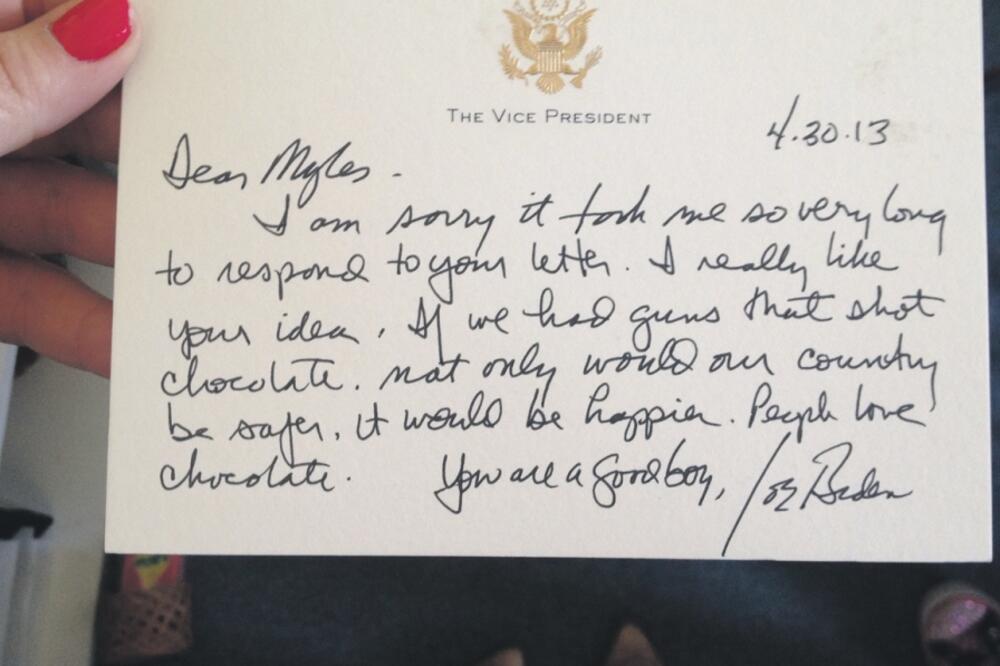 THE VICE PRESIDENT
4.30.13
Dear Myles.
I am sorry it took me so very long
to respond to your letter. I really like
your idea. If we had guns that shot
chocolate. not only would our country
be safer, it would be happier. People love
chocolate. You are a good boy, Joe Biden